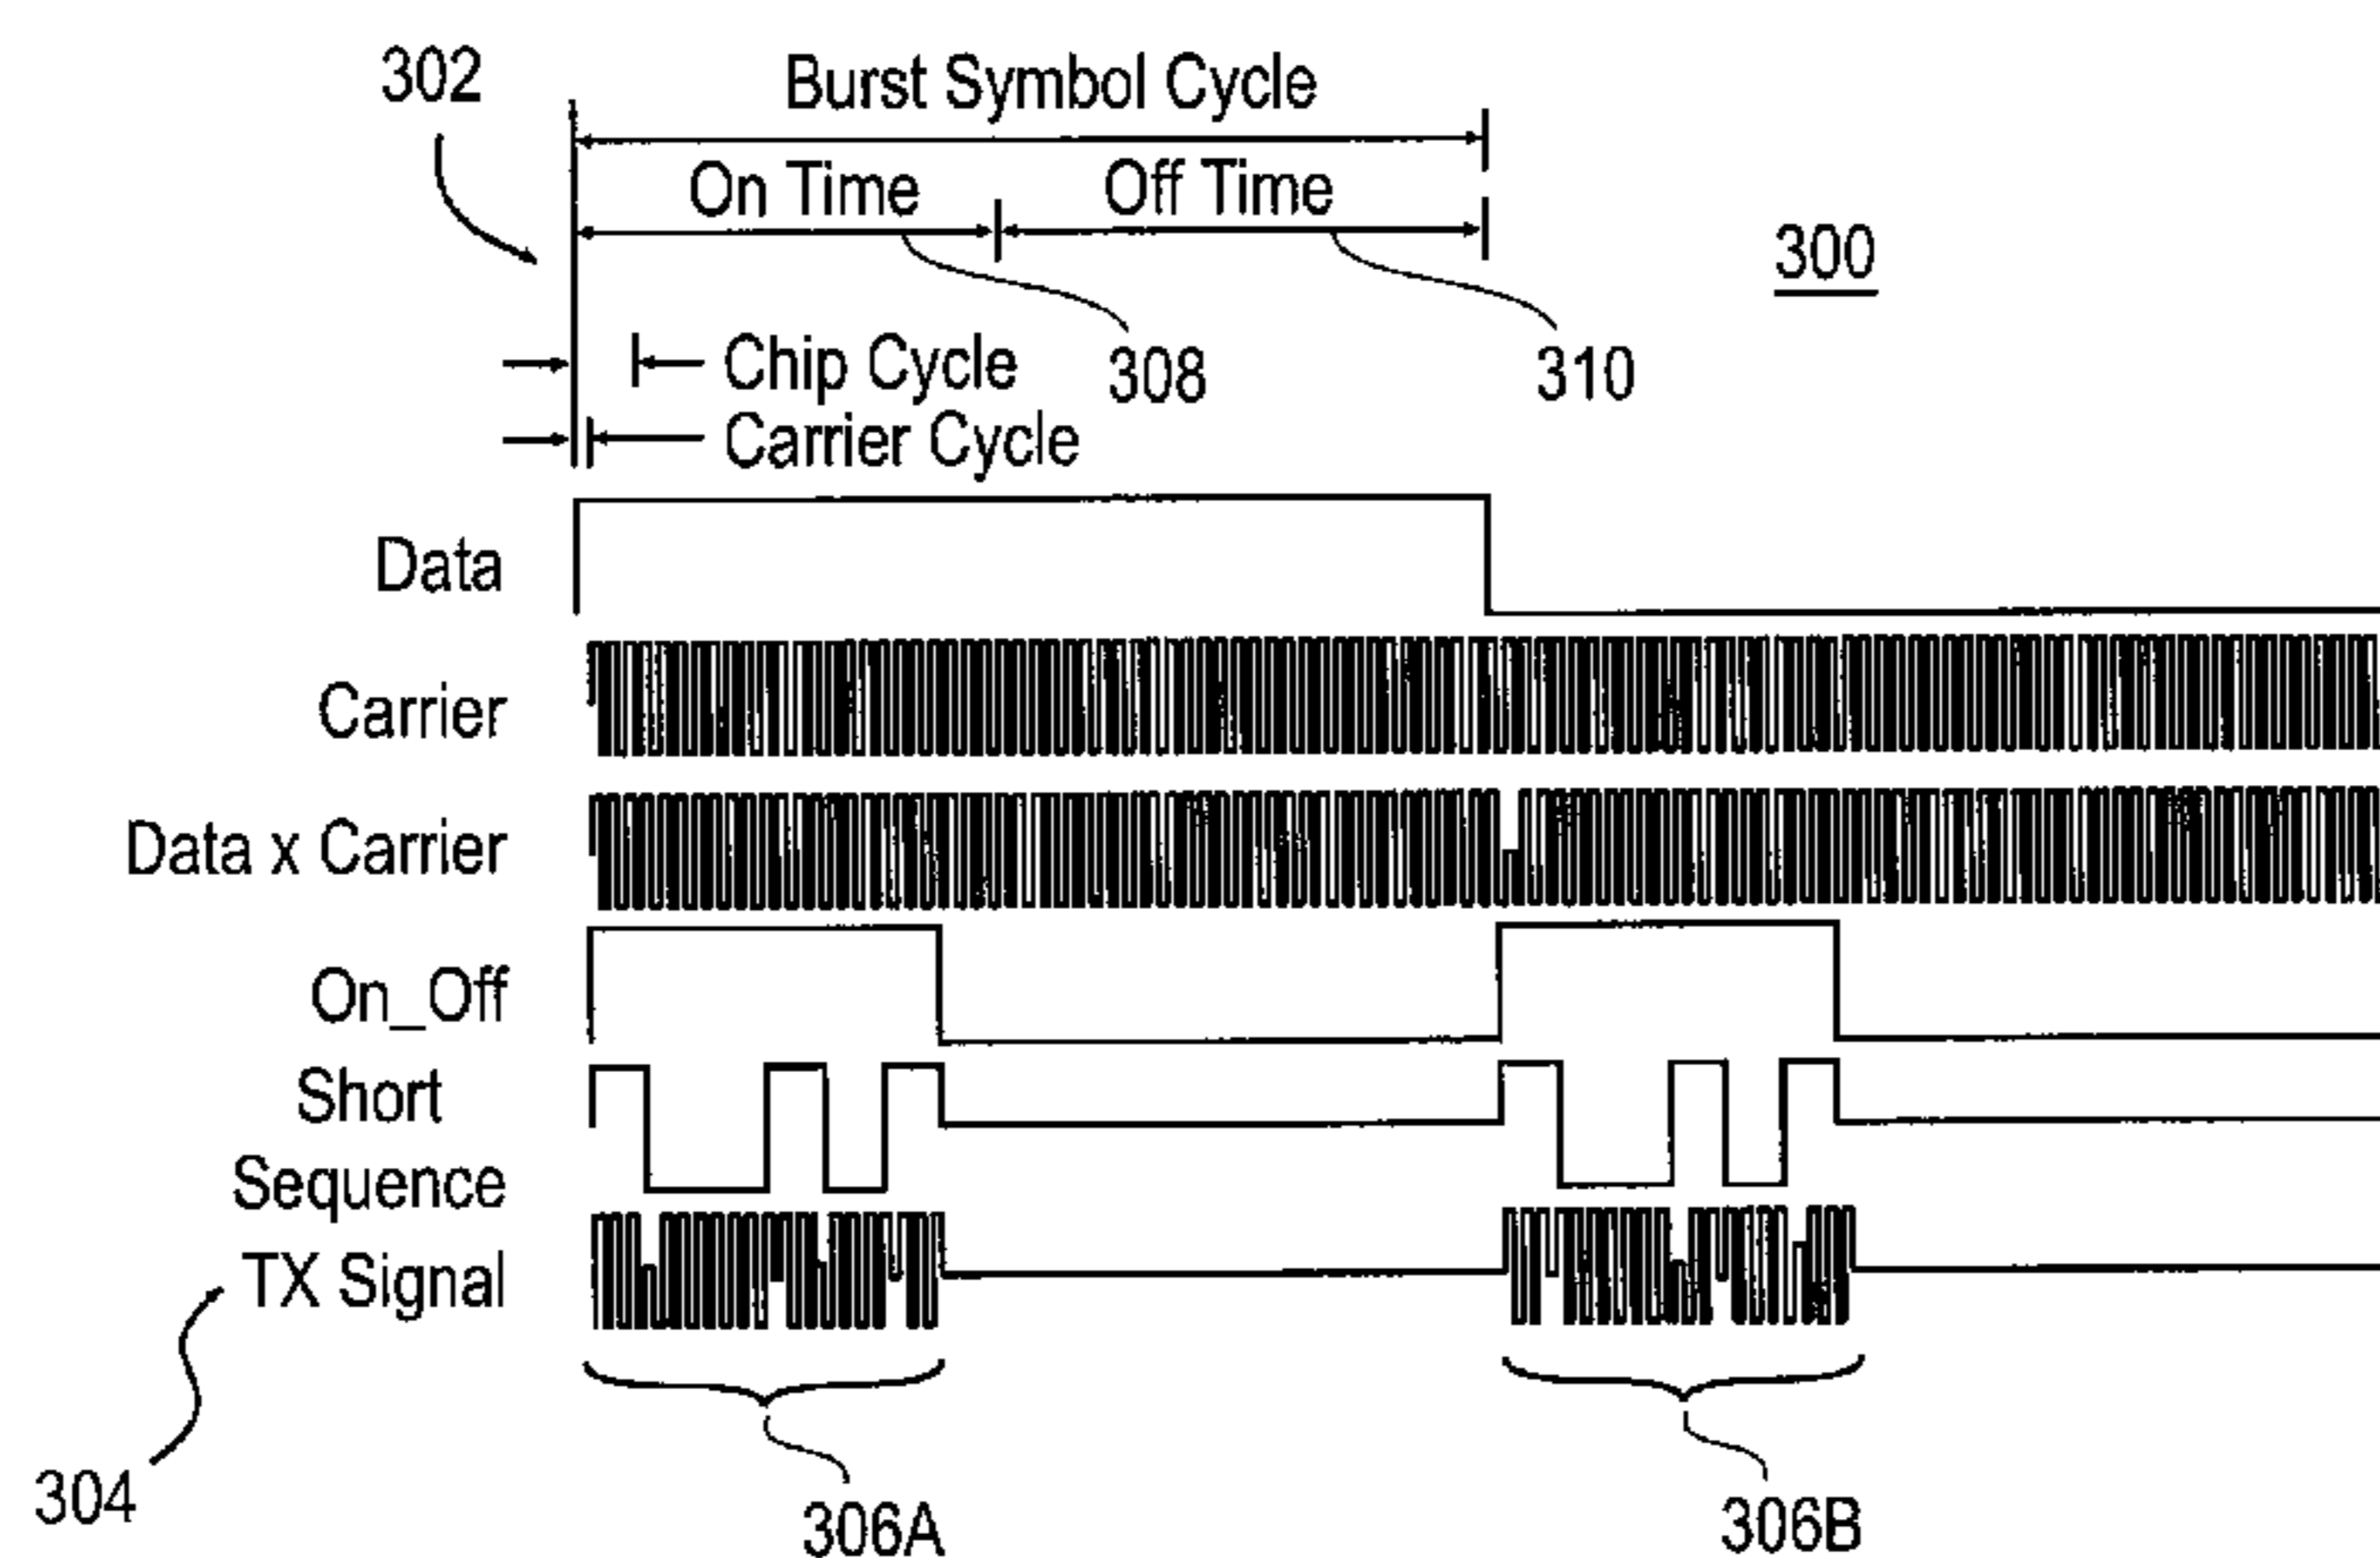 302
Burst Symbol Cycle
On Time
Off Time
300
Chip Cycle
308
310
Carrier Cycle
Data
Carrier
Data x Carrier
On_Off
Short
Sequence
TX Signal
304
306A
306B